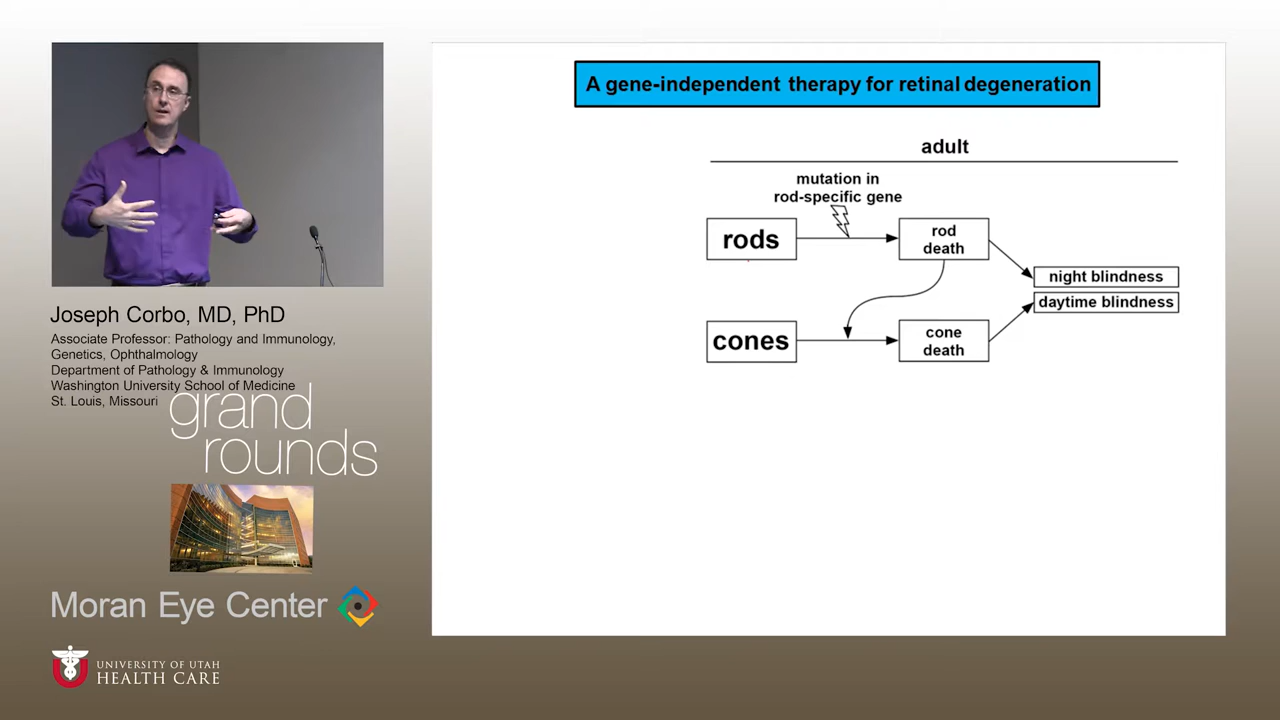 A gene-independent therapy for retinal degeneration
adult
mutation in
rod-specific gene
rods
rod
death
night blindness
daytime blindness
cones
cone
death
Joseph Corbo, MD, PhD
Associate Professor: Pathology and Immunology,
Genetics, Ophthalmology
Department of Pathology & Immunology
Washington University School of Medicine
St. Louis, Missouri
grand
rounds
Moran Eye Center
UNIVERSITY OF UTAH
HEALTH CARE